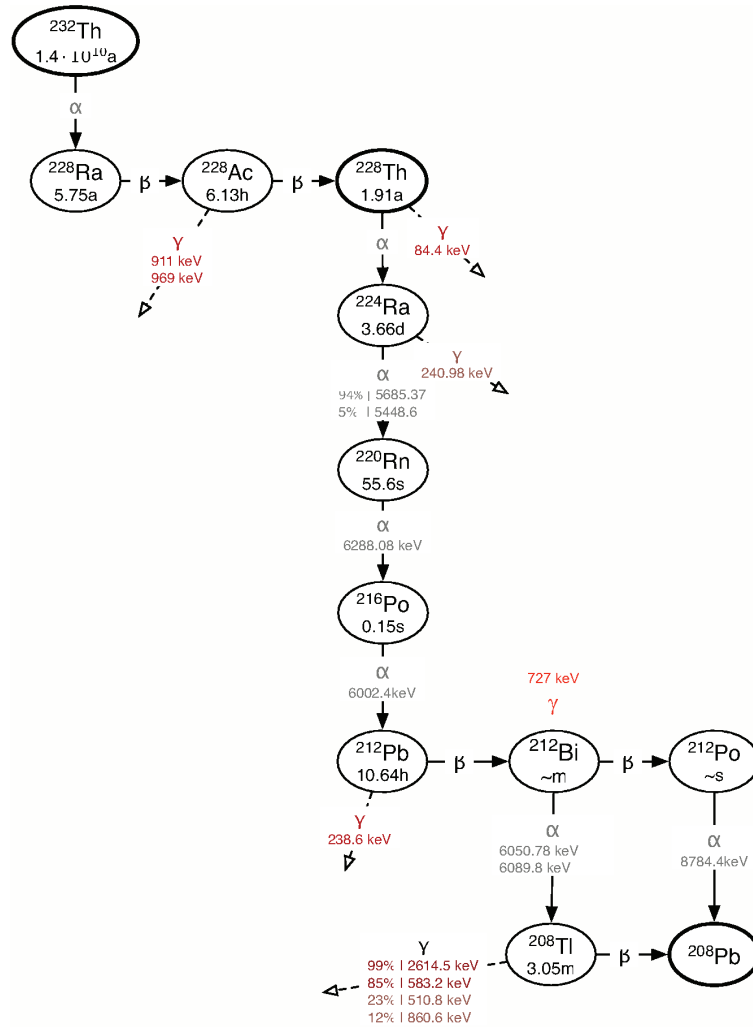 ²³²Th
1.4 · 10¹⁰a
α
²²⁸Ra
5.75a
β
²²⁸Ac
6.13h
β
²²⁸Th
1.91a
γ
911 keV
969 keV
α
γ
84.4 keV
²²⁴Ra
3.66d
γ
240.98 keV
α
94% | 5685.37
5% | 5448.6
²²⁰Rn
55.6s
α
6288.08 keV
²¹⁶Po
0.15s
α
6002.4keV
727 keV
γ
²¹²Pb
10.64h
β
²¹²Bi
~m
β
²¹²Po
~s
γ
238.6 keV
α
6050.78 keV
6089.8 keV
α
8784.4keV
γ
99% | 2614.5 keV
85% | 583.2 keV
23% | 510.8 keV
12% | 860.6 keV
²⁰⁸Tl
3.05m
β
²⁰⁸Pb